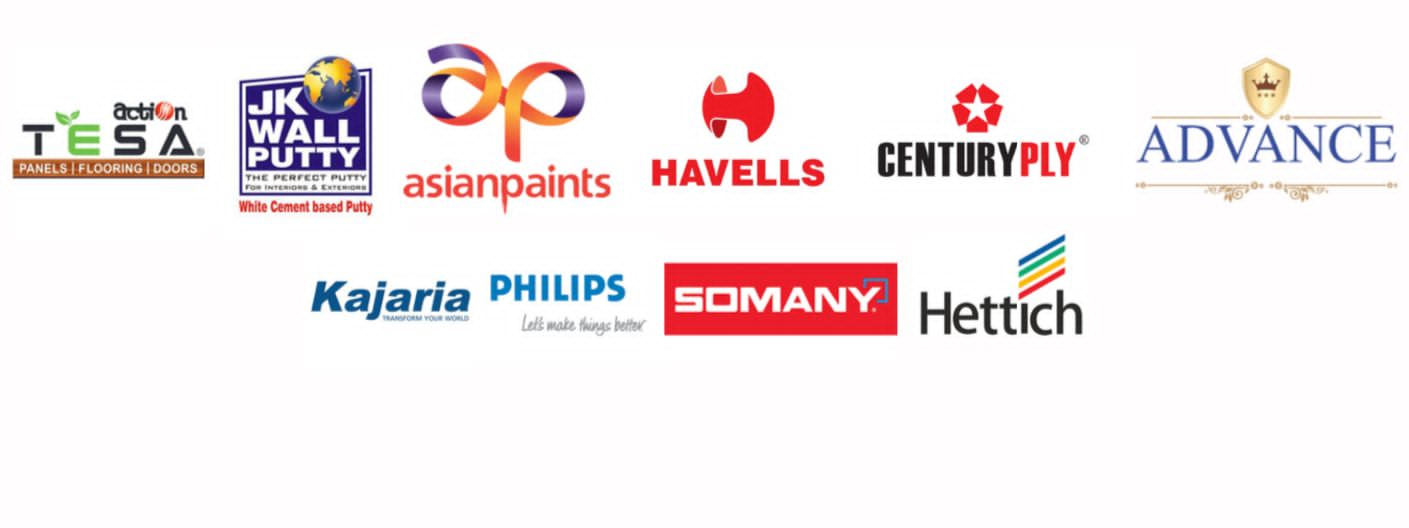 actiOn
TESA®
PANELS | FLOORING | DOORS
JK
WALL
PUTTY
THE PERFECT PUTTY
FOR INTERIORS & EXTERIORS
White Cement based Putty
ap
asianpaints
HAVELLS
CENTURYPLY®
ADVANCE
Kajaria
TRANSFORM YOUR WORLD
PHILIPS
Let's make things better.
SOMANY®
Hettich